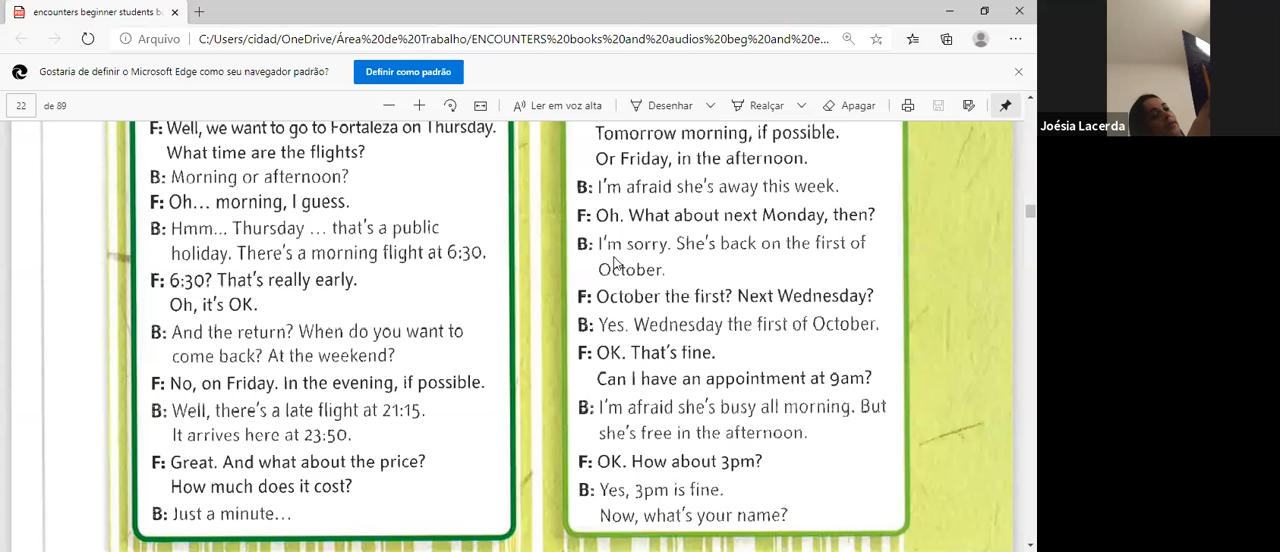 encounters beginner students b
Arquivo
C:/Users/cidad/OneDrive/Área%20de%20Trabalho/ENCOUNTERS%20books%20and%20audios%20beg%20and%20e...
Gostaria de definir o Microsoft Edge como seu navegador padrão?
Definir como padrão
22 de 89
Ler em voz alta
Desenhar
Realçar
Apagar
F: Well, we want to go to Fortaleza on Thursday.
What time are the flights?
B: Morning or afternoon?
F: Oh... morning, I guess.
B: Hmm... Thursday ... that's a public
holiday. There's a morning flight at 6:30.
F: 6:30? That's really early.
Oh, it's OK.
B: And the return? When do you want to
come back? At the weekend?
F: No, on Friday. In the evening, if possible.
B: Well, there's a late flight at 21:15.
It arrives here at 23:50.
F: Great. And what about the price?
How much does it cost?
B: Just a minute...
Tomorrow morning, if possible.
Or Friday, in the afternoon.
B: I'm afraid she's away this week.
F: Oh. What about next Monday, then?
B: I'm sorry. She's back on the first of
October.
F: October the first? Next Wednesday?
B: Yes. Wednesday the first of October.
F: OK. That's fine.
Can I have an appointment at 9am?
B: I'm afraid she's busy all morning. But
she's free in the afternoon.
F: OK. How about 3pm?
B: Yes, 3pm is fine.
Now, what's your name?
Joésia Lacerda